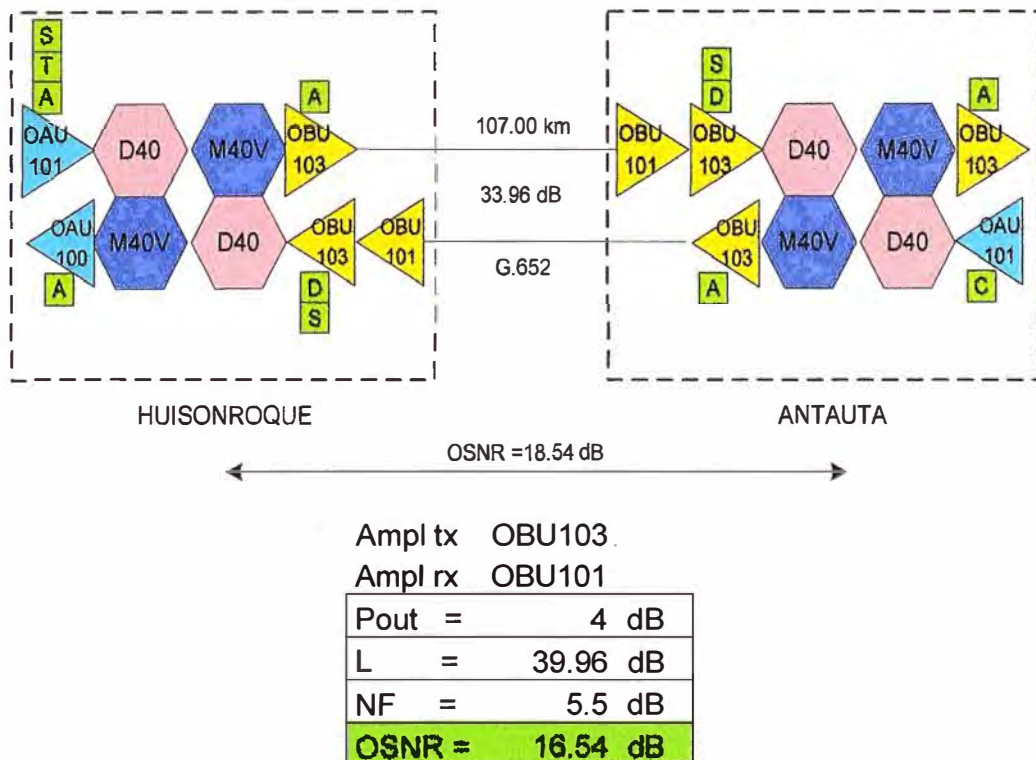 S
T
A
OAU
101
D40
M40V
A
OBU
103
107.00 km
OBU
101
S
D
OBU
103
D40
M40V
A
OBU
103
33.96 dB
OAU
100
A
M40V
D40
OBU
103
D
S
OBU
101
G.652
OBU
103
A
M40V
D40
OAU
101
C
HUISONROQUE
ANTAUTA
OSNR =18.54 dB
Ampl tx OBU103
Ampl rx OBU101
Pout = 4 dB
L = 39.96 dB
NF = 5.5 dB
OSNR = 16.54 dB